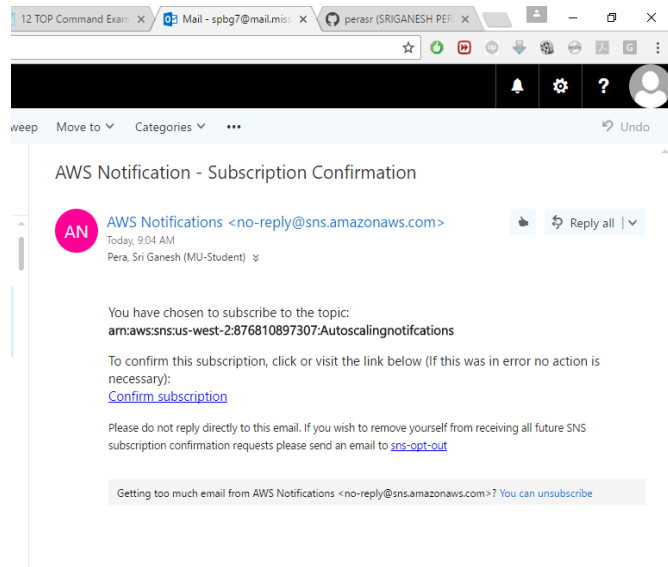 12 TOP Command Exam
Mail - spbg7@mail.miss
perasr (SRIGANESH PER
G
?
weep Move to Categories ••• Undo
AWS Notification - Subscription Confirmation
AN
AWS Notifications <no-reply@sns.amazonaws.com>
Reply all
Today, 9:04 AM
Pera, Sri Ganesh (MU-Student)
You have chosen to subscribe to the topic:
arn:aws:sns:us-west-2:876810897307:Autoscalingnotifcations
To confirm this subscription, click or visit the link below (If this was in error no action is
necessary):
Confirm subscription
Please do not reply directly to this email. If you wish to remove yourself from receiving all future SNS
subscription confirmation requests please send an email to sns-opt-out
Getting too much email from AWS Notifications <no-reply@sns.amazonaws.com>? You can unsubscribe